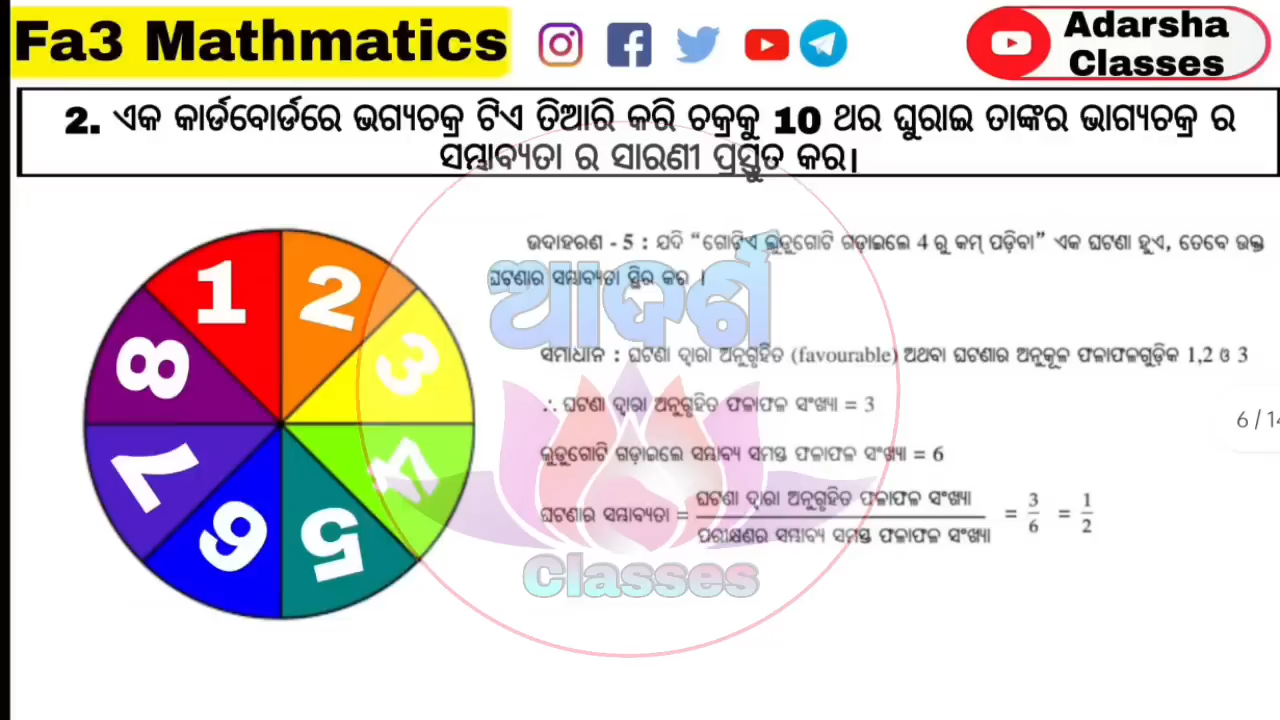 Fa3 Mathmatics
Adarsha
Classes
2. ଏକ କାର୍ଡବୋର୍ଡରେ ଭଗ୍ୟଚକ୍ର ଟିଏ ତିଆରି କରି ଚକ୍ରକୁ 10 ଥର ଘୁରାଇ ତାଙ୍କର ଭାଗ୍ୟଚକ୍ର ର
ସମ୍ଭାବ୍ୟତା ର ସାରଣୀ ପ୍ରସ୍ତୁତ କର।
1
2
3
4
5
6
7
8
ଉଦାହରଣ - 5 : ଯଦି “ଗୋଟିଏ ଲୁଡୁଗୋଟି ଗଡ଼ାଇଲେ 4 ରୁ କମ୍ ପଡ଼ିବା” ଏକ ଘଟଣା ହୁଏ, ତେବେ ଉକ୍ତ
ଘଟଣାର ସମ୍ଭାବ୍ୟତା ସ୍ଥିର କର ।
ଆଦର୍ଶ
ସମାଧାନ : ଘଟଣା ଦ୍ୱାରା ଅନୁଗୃହିତ (favourable) ଅଥବା ଘଟଣାର ଅନୁକୂଳ ଫଳାଫଳଗୁଡ଼ିକ 1,2 ଓ 3
∴ ଘଟଣା ଦ୍ୱାରା ଅନୁଗୃହିତ ଫଳାଫଳ ସଂଖ୍ୟା = 3
6 / 14
ଲୁଡୁଗୋଟି ଗଡ଼ାଇଲେ ସମ୍ଭାବ୍ୟ ସମସ୍ତ ଫଳାଫଳ ସଂଖ୍ୟା = 6
ଘଟଣାର ସମ୍ଭାବ୍ୟତା = ଘଟଣା ଦ୍ୱାରା ଅନୁଗୃହିତ ଫଳାଫଳ ସଂଖ୍ୟା / ପରୀକ୍ଷଣର ସମ୍ଭାବ୍ୟ ସମସ୍ତ ଫଳାଫଳ ସଂଖ୍ୟା = 3/6 = 1/2
Classes